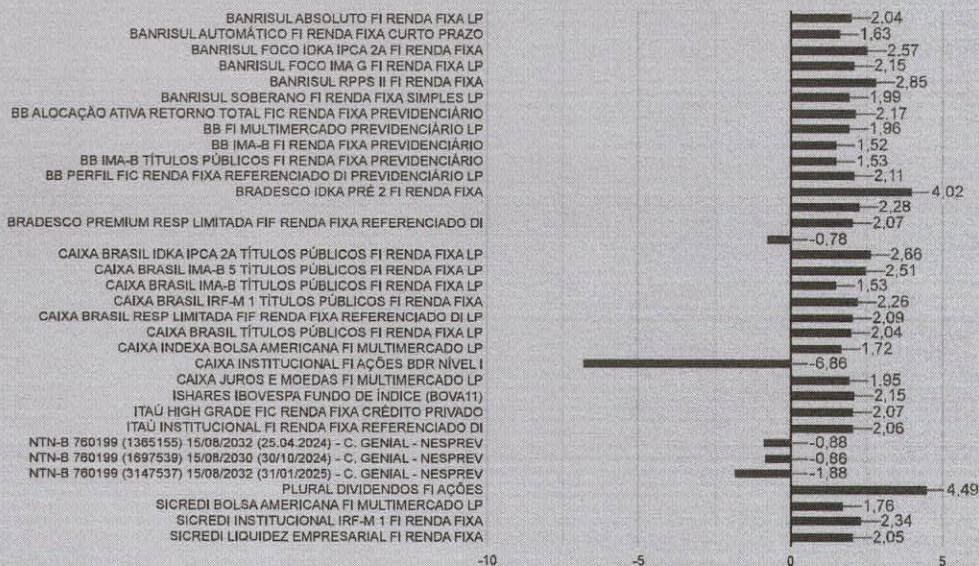 BANRISUL ABSOLUTO FI RENDA FIXA LP 2,04
BANRISUL AUTOMÁTICO FI RENDA FIXA CURTO PRAZO 1,63
BANRISUL FOCO IDKA IPCA 2A FI RENDA FIXA 2,57
BANRISUL FOCO IMA G FI RENDA FIXA LP 2,15
BANRISUL RPPS II FI RENDA FIXA 2,85
BANRISUL SOBERANO FI RENDA FIXA SIMPLES LP 1,99
BB ALOCAÇÃO ATIVA RETORNO TOTAL FIC RENDA FIXA PREVIDENCIÁRIO 2,17
BB FI MULTIMERCADO PREVIDENCIÁRIO LP 1,96
BB IMA-B FI RENDA FIXA PREVIDENCIÁRIO 1,52
BB IMA-B TÍTULOS PÚBLICOS FI RENDA FIXA PREVIDENCIÁRIO 1,53
BB PERFIL FIC RENDA FIXA REFERENCIADO DI PREVIDENCIÁRIO LP 2,11
BRADESCO IDKA PRÉ 2 FI RENDA FIXA 4,02
2,28
BRADESCO PREMIUM RESP LIMITADA FIF RENDA FIXA REFERENCIADO DI 2,07
-0,78
CAIXA BRASIL IDKA IPCA 2A TÍTULOS PÚBLICOS FI RENDA FIXA LP 2,66
CAIXA BRASIL IMA-B 5 TÍTULOS PÚBLICOS FI RENDA FIXA LP 2,51
CAIXA BRASIL IMA-B TÍTULOS PÚBLICOS FI RENDA FIXA LP 1,53
CAIXA BRASIL IRF-M 1 TÍTULOS PÚBLICOS FI RENDA FIXA 2,26
CAIXA BRASIL RESP LIMITADA FIF RENDA FIXA REFERENCIADO DI LP 2,09
CAIXA BRASIL TÍTULOS PÚBLICOS FI RENDA FIXA LP 2,04
CAIXA INDEXA BOLSA AMERICANA FI MULTIMERCADO LP 1,72
CAIXA INSTITUCIONAL FI AÇÕES BDR NÍVEL I -6,86
CAIXA JUROS E MOEDAS FI MULTIMERCADO LP 1,95
ISHARES IBOVESPA FUNDO DE ÍNDICE (BOVA11) 2,15
ITAÚ HIGH GRADE FIC RENDA FIXA CRÉDITO PRIVADO 2,07
ITAÚ INSTITUCIONAL FI RENDA FIXA REFERENCIADO DI 2,06
NTN-B 760199 (1365155) 15/08/2032 (25.04.2024) - C. GENIAL - NESPREV -0,88
NTN-B 760199 (1697539) 15/08/2030 (30/10/2024) - C. GENIAL - NESPREV -0,86
NTN-B 760199 (3147537) 15/08/2032 (31/01/2025) - C. GENIAL - NESPREV -1,88
PLURAL DIVIDENDOS FI AÇÕES 4,49
SICREDI BOLSA AMERICANA FI MULTIMERCADO LP 1,76
SICREDI INSTITUCIONAL IRF-M 1 FI RENDA FIXA 2,34
SICREDI LIQUIDEZ EMPRESARIAL FI RENDA FIXA 2,05
-10 -5 0 5